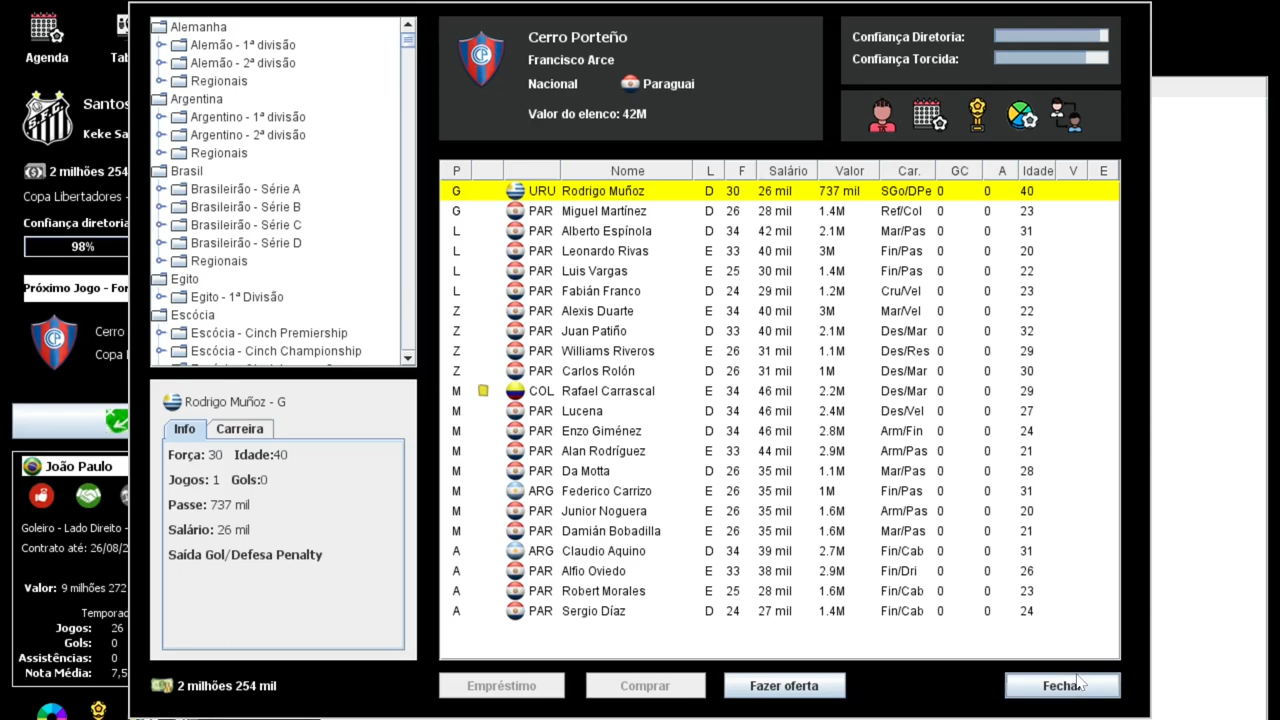 Agenda
Tab
Santos
Keke Sa
2 milhões 254
Copa Libertadores -
Confiança diretoria
98%
Próximo Jogo - For
Cerro
Copa
João Paulo
Goleiro - Lado Direito -
Contrato até: 26/08/2
Valor: 9 milhões 272
Temporad
Jogos: 26
Gols: 0
Assistências: 0
Nota Média: 7,5
Alemanha
Alemão - 1ª divisão
Alemão - 2ª divisão
Regionais
Argentina
Argentino - 1ª divisão
Argentino - 2ª divisão
Regionais
Brasil
Brasileirão - Série A
Brasileirão - Série B
Brasileirão - Série C
Brasileirão - Série D
Regionais
Egito
Egito - 1ª Divisão
Escócia
Escócia - Cinch Premiership
Escócia - Cinch Championship
Rodrigo Muñoz - G
Info Carreira
Força: 30 Idade:40
Jogos: 1 Gols:0
Passe: 737 mil
Salário: 26 mil
Saída Gol/Defesa Penalty
2 milhões 254 mil
Cerro Porteño
Francisco Arce
Nacional Paraguai
Valor do elenco: 42M
Confiança Diretoria:
Confiança Torcida:
P Nome L F Salário Valor Car. GC A Idade V E
G URU Rodrigo Muñoz D 30 26 mil 737 mil SGo/DPe 0 0 40
G PAR Miguel Martínez D 26 28 mil 1.4M Ref/Col 0 0 23
L PAR Alberto Espínola D 34 42 mil 2.1M Mar/Pas 0 0 31
L PAR Leonardo Rivas E 33 40 mil 3M Fin/Pas 0 0 20
L PAR Luis Vargas E 25 30 mil 1.4M Fin/Pas 0 0 22
L PAR Fabián Franco D 24 29 mil 1.2M Cru/Vel 0 0 23
Z PAR Alexis Duarte E 34 40 mil 3M Mar/Vel 0 0 22
Z PAR Juan Patiño D 33 40 mil 2.1M Des/Mar 0 0 32
Z PAR Williams Riveros E 26 31 mil 1.1M Des/Res 0 0 29
Z PAR Carlos Rolón D 26 31 mil 1M Des/Mar 0 0 30
M COL Rafael Carrascal E 34 46 mil 2.2M Des/Mar 0 0 29
M PAR Lucena D 34 46 mil 2.4M Des/Vel 0 0 27
M PAR Enzo Giménez D 34 46 mil 2.8M Arm/Fin 0 0 24
M PAR Alan Rodríguez E 33 44 mil 2.9M Arm/Pas 0 0 21
M PAR Da Motta D 26 35 mil 1.1M Mar/Pas 0 0 28
M ARG Federico Carrizo E 26 35 mil 1M Fin/Pas 0 0 31
M PAR Junior Noguera E 26 35 mil 1.6M Arm/Pas 0 0 20
M PAR Damián Bobadilla E 26 35 mil 1.6M Mar/Pas 0 0 21
A ARG Claudio Aquino D 34 39 mil 2.7M Fin/Cab 0 0 31
A PAR Alfio Oviedo E 33 38 mil 2.9M Fin/Dri 0 0 26
A PAR Robert Morales E 25 28 mil 1.6M Fin/Cab 0 0 23
A PAR Sergio Díaz D 24 27 mil 1.4M Fin/Cab 0 0 24
Empréstimo Comprar Fazer oferta Fechar